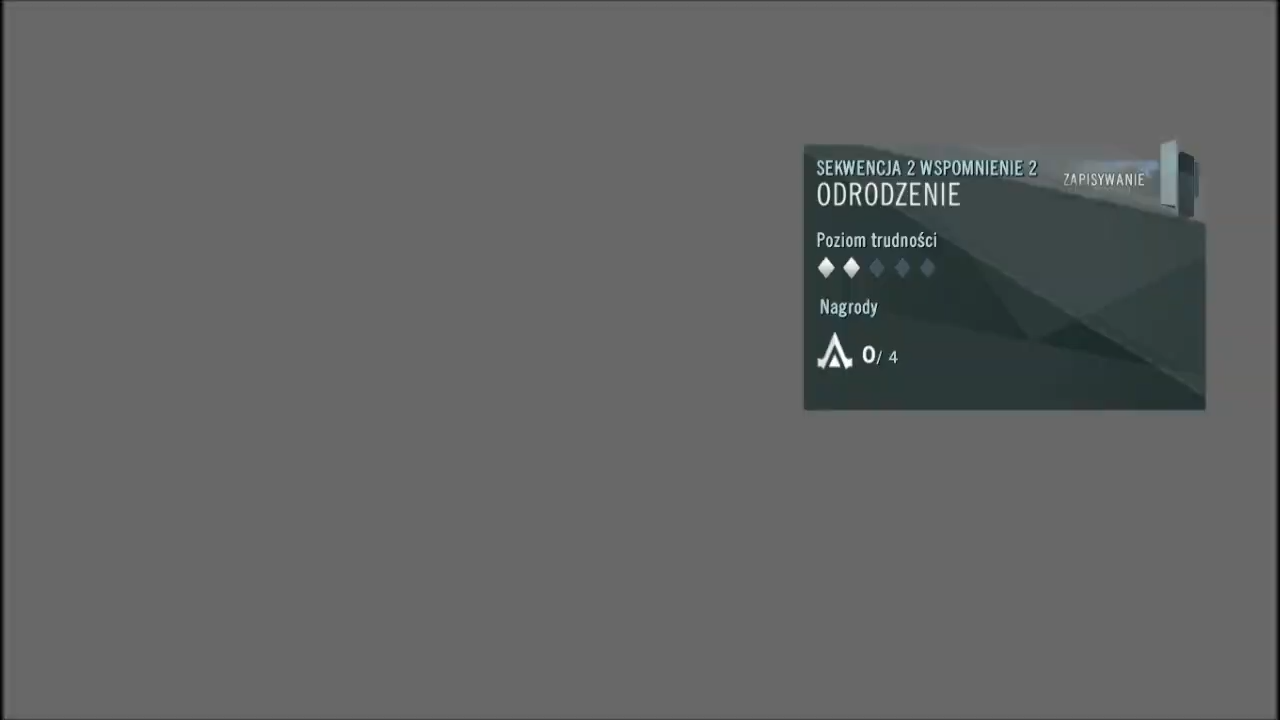 SEKWENCJA 2 WSPOMNIENIE 2
ZAPISYWANIE
ODRODZENIE
Poziom trudności
Nagrody
0/ 4